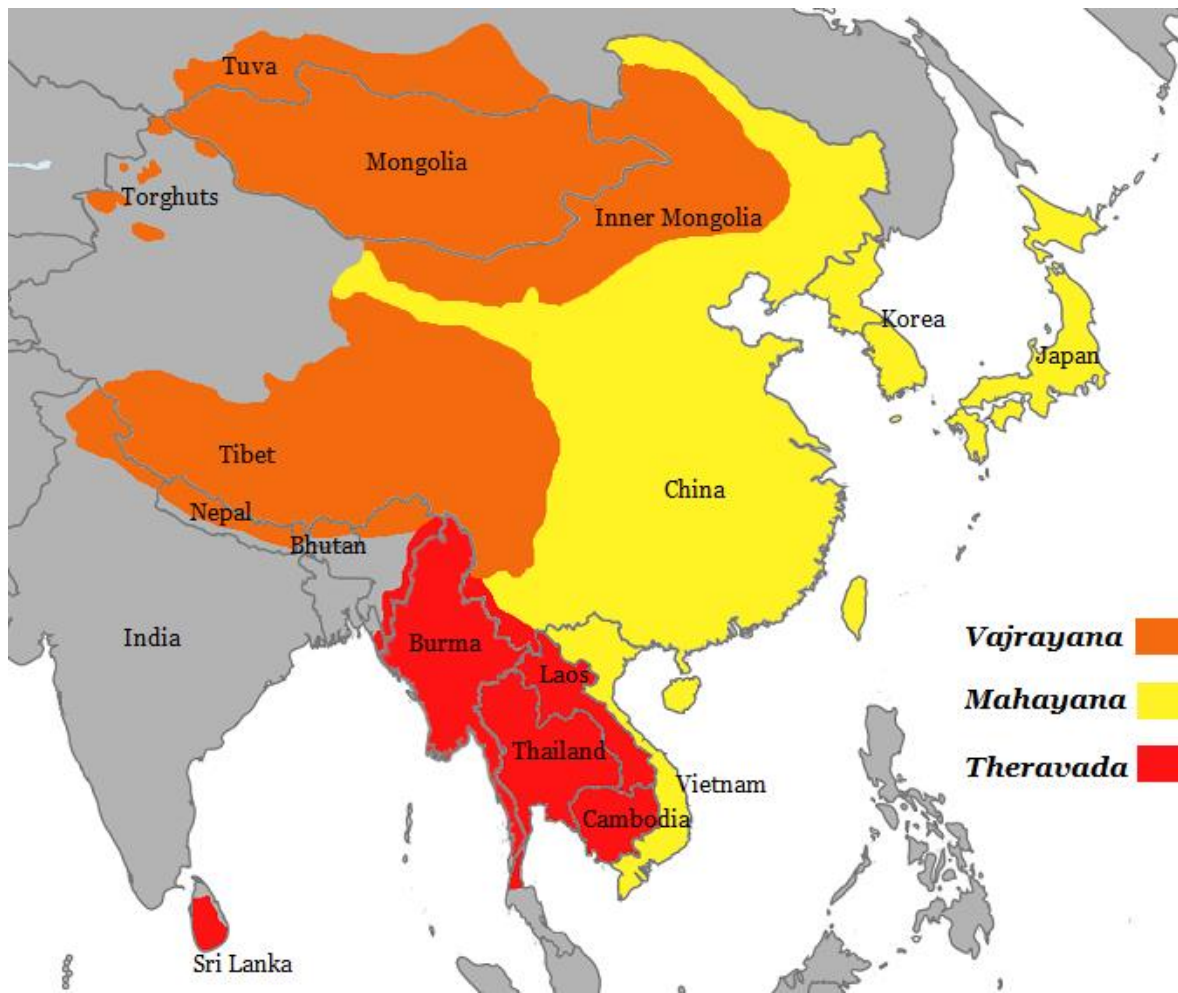 Tuva
Mongolia
Torghuts
Inner Mongolia
Korea
Japan
Tibet
China
Nepal
Bhutan
India
Burma
Laos
Thailand
Vietnam
Cambodia
Sri Lanka
Vajrayana
Mahayana
Theravada